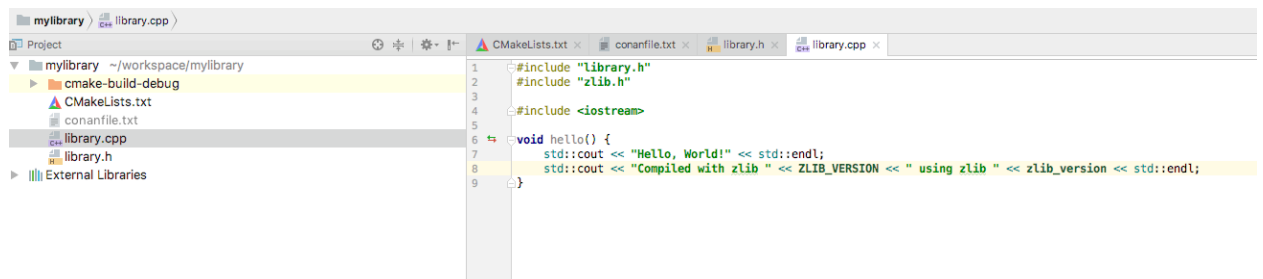 mylibrary library.cpp
Project
CMakeLists.txt conanfile.txt library.h library.cpp
mylibrary ~/workspace/mylibrary
cmake-build-debug
CMakeLists.txt
conanfile.txt
library.cpp
library.h
External Libraries
1 #include "library.h"
2 #include "zlib.h"
3
4 #include <iostream>
5
6 void hello() {
7 std::cout << "Hello, World!" << std::endl;
8 std::cout << "Compiled with zlib " << ZLIB_VERSION << " using zlib " << zlib_version << std::endl;
9 }